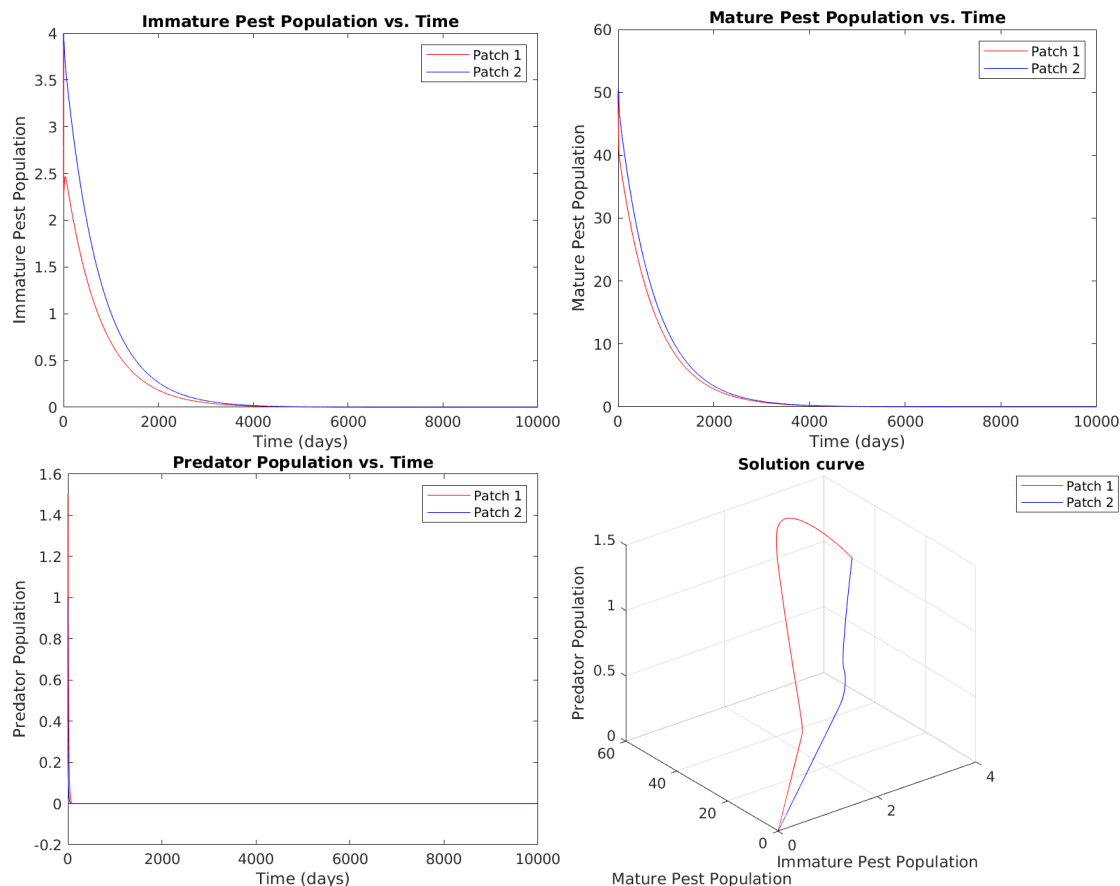 Immature Pest Population vs. Time
Immature Pest Population
4
3.5
3
2.5
2
1.5
1
0.5
0
0 2000 4000 6000 8000 10000
Time (days)
Patch 1
Patch 2
Mature Pest Population vs. Time
Mature Pest Population
60
50
40
30
20
10
0
0 2000 4000 6000 8000 10000
Time (days)
Patch 1
Patch 2
Predator Population vs. Time
Predator Population
1.6
1.4
1.2
1
0.8
0.6
0.4
0.2
0
-0.2
0 2000 4000 6000 8000 10000
Time (days)
Patch 1
Patch 2
Solution curve
Predator Population
1.5
1
0.5
0
60
40
20
0
0
2
4
Immature Pest Population
Mature Pest Population
Patch 1
Patch 2